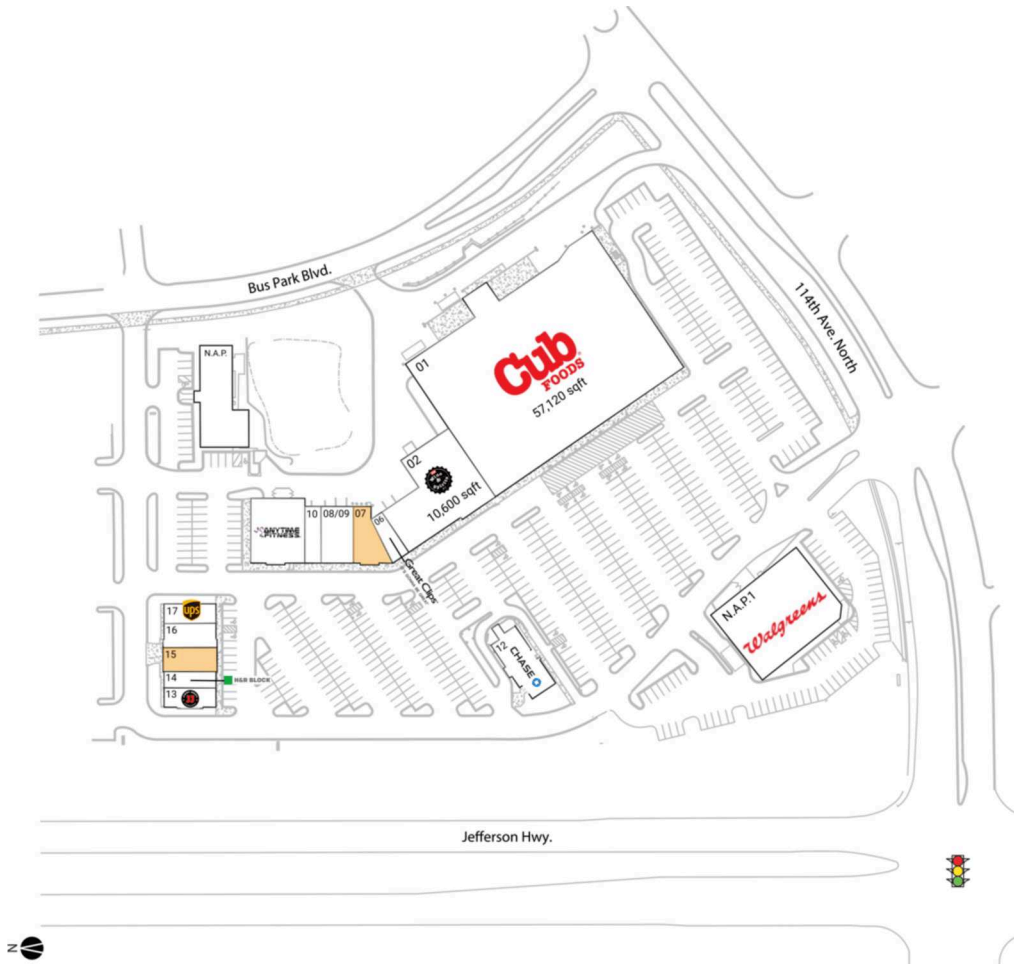 Bus Park Blvd.
114th Ave. North
N.A.P.
01
Cub
FOODS
57,120 sqft
02
10,600 sqft
ANYTIME
FITNESS
10
08/09
07
06
Great Clips
17
ups
16
15
14
H&R BLOCK
13
12
CHASE
N.A.P.1
Walgreens
Jefferson Hwy.
N